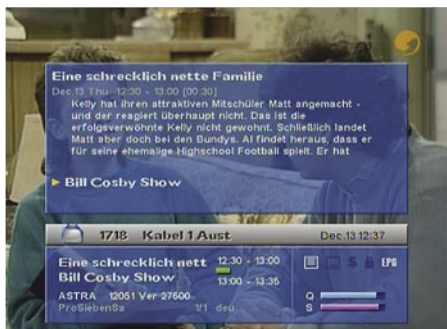 Eine schrecklich nette Familie
Dec.13 Thu 12:30 - 13:00 [00:30]
Kelly hat ihren attraktiven Mitschüler Matt angemacht -
und der reagiert überhaupt nicht. Das ist die
erfolgsverwöhnte Kelly nicht gewohnt. Schließlich landet
Matt aber doch bei den Bundys. Al findet heraus, dass er
für seine ehemalige Highschool Football spielt. Er hat
Bill Cosby Show
1718 Kabel 1 Aust Dec.13 12:37
Eine schrecklich nett 12:30 - 13:00
Bill Cosby Show 13:00 - 13:35
ASTRA 12051 Ver 27500
ProSiebenSa 1/1 deu
S EPG
Q
S